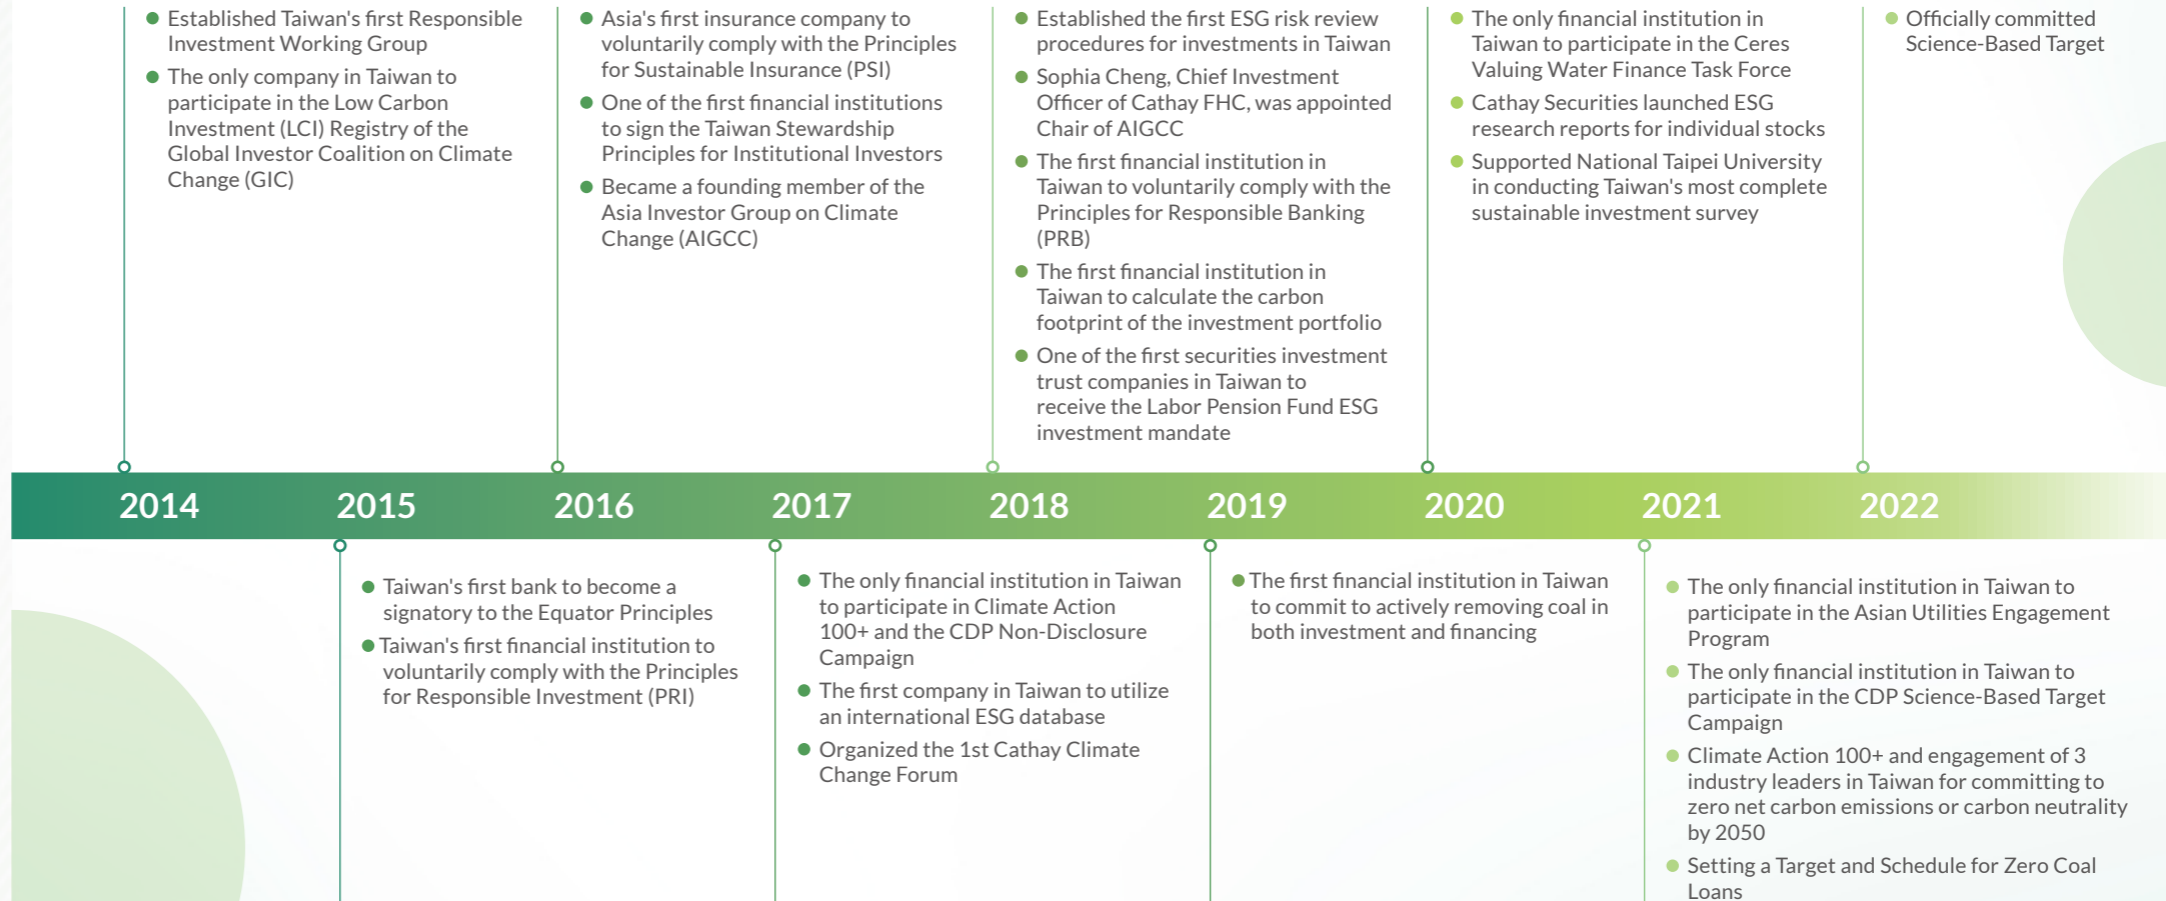 Established Taiwan's first Responsible
Investment Working Group
The only company in Taiwan to
participate in the Low Carbon
Investment (LCI) Registry of the
Global Investor Coalition on Climate
Change (GIC)
Asia's first insurance company to
voluntarily comply with the Principles
for Sustainable Insurance (PSI)
One of the first financial institutions
to sign the Taiwan Stewardship
Principles for Institutional Investors
Became a founding member of the
Asia Investor Group on Climate
Change (AIGCC)
Established the first ESG risk review
procedures for investments in Taiwan
Sophia Cheng, Chief Investment
Officer of Cathay FHC, was appointed
Chair of AIGCC
The first financial institution in
Taiwan to voluntarily comply with the
Principles for Responsible Banking
(PRB)
The first financial institution in
Taiwan to calculate the carbon
footprint of the investment portfolio
One of the first securities investment
trust companies in Taiwan to
receive the Labor Pension Fund ESG
investment mandate
The only financial institution in
Taiwan to participate in the Ceres
Valuing Water Finance Task Force
Cathay Securities launched ESG
research reports for individual stocks
Supported National Taipei University
in conducting Taiwan's most complete
sustainable investment survey
Officially committed
Science-Based Target
2014 2015 2016 2017 2018 2019 2020 2021 2022
Taiwan's first bank to become a
signatory to the Equator Principles
Taiwan's first financial institution to
voluntarily comply with the Principles
for Responsible Investment (PRI)
The only financial institution in Taiwan
to participate in Climate Action
100+ and the CDP Non-Disclosure
Campaign
The first company in Taiwan to utilize
an international ESG database
Organized the 1st Cathay Climate
Change Forum
The first financial institution in Taiwan
to commit to actively removing coal in
both investment and financing
The only financial institution in Taiwan to
participate in the Asian Utilities Engagement
Program
The only financial institution in Taiwan to
participate in the CDP Science-Based Target
Campaign
Climate Action 100+ and engagement of 3
industry leaders in Taiwan for committing to
zero net carbon emissions or carbon neutrality
by 2050
Setting a Target and Schedule for Zero Coal
Loans